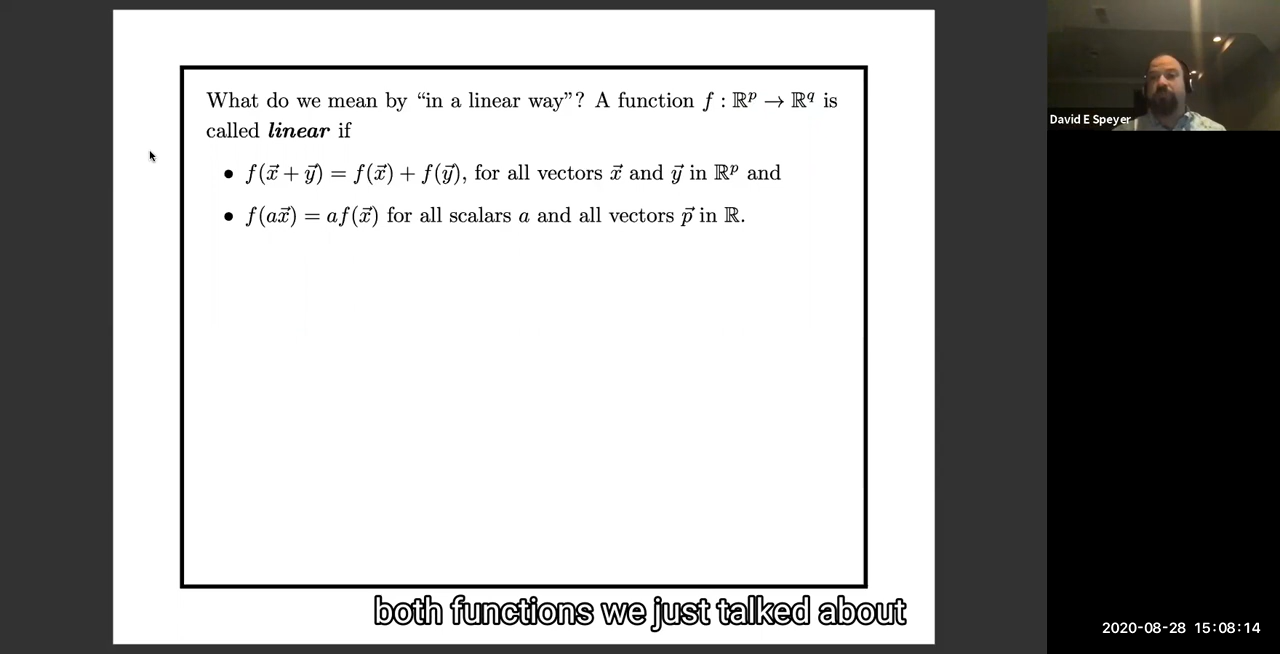 What do we mean by “in a linear way”? A function f : ℝᵖ → ℝ^q is
called linear if
• f(x⃗ + y⃗) = f(x⃗) + f(y⃗), for all vectors x⃗ and y⃗ in ℝᵖ and
• f(ax⃗) = af(x⃗) for all scalars a and all vectors p⃗ in ℝ.
David E Speyer
both functions we just talked about
2020-08-28 15:08:14